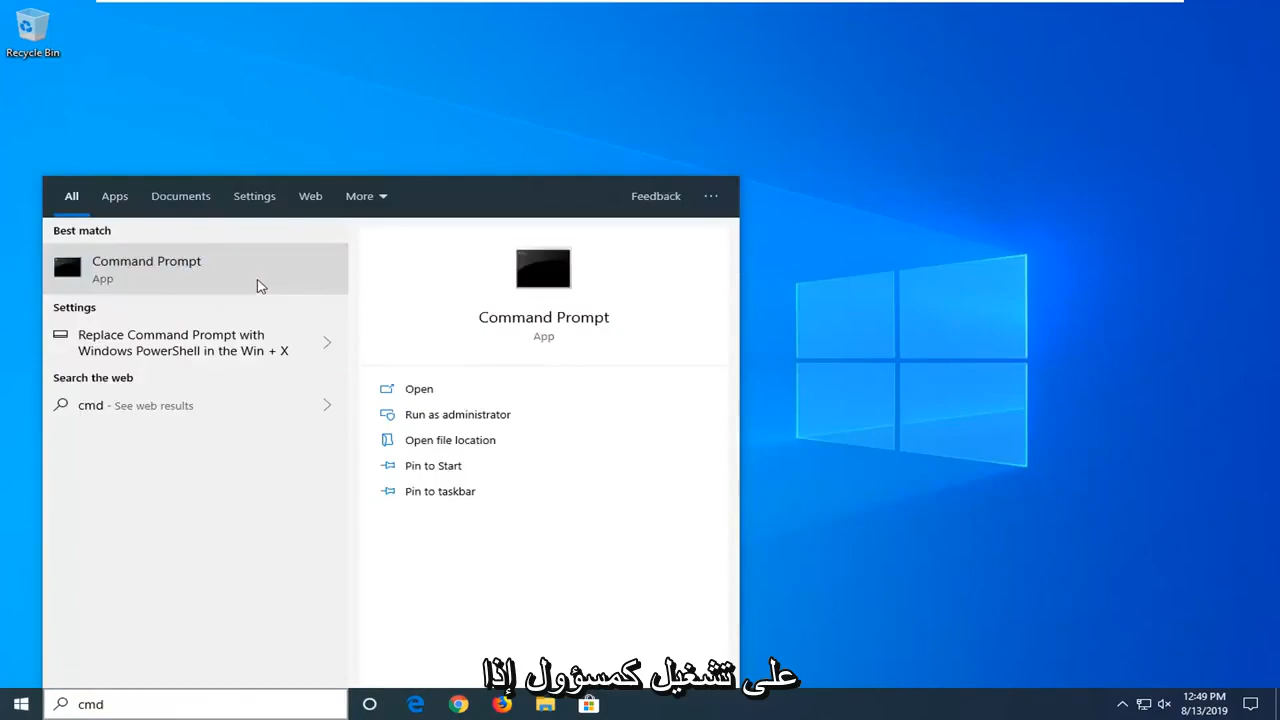 Recycle Bin
All
Apps
Documents
Settings
Web
More
Feedback
...
Best match
Command Prompt
App
Settings
Replace Command Prompt with
Windows PowerShell in the Win + X
Search the web
cmd - See web results
Command Prompt
App
Open
Run as administrator
Open file location
Pin to Start
Pin to taskbar
على تشغيل كمسؤول إذا
cmd
12:49 PM
8/13/2019